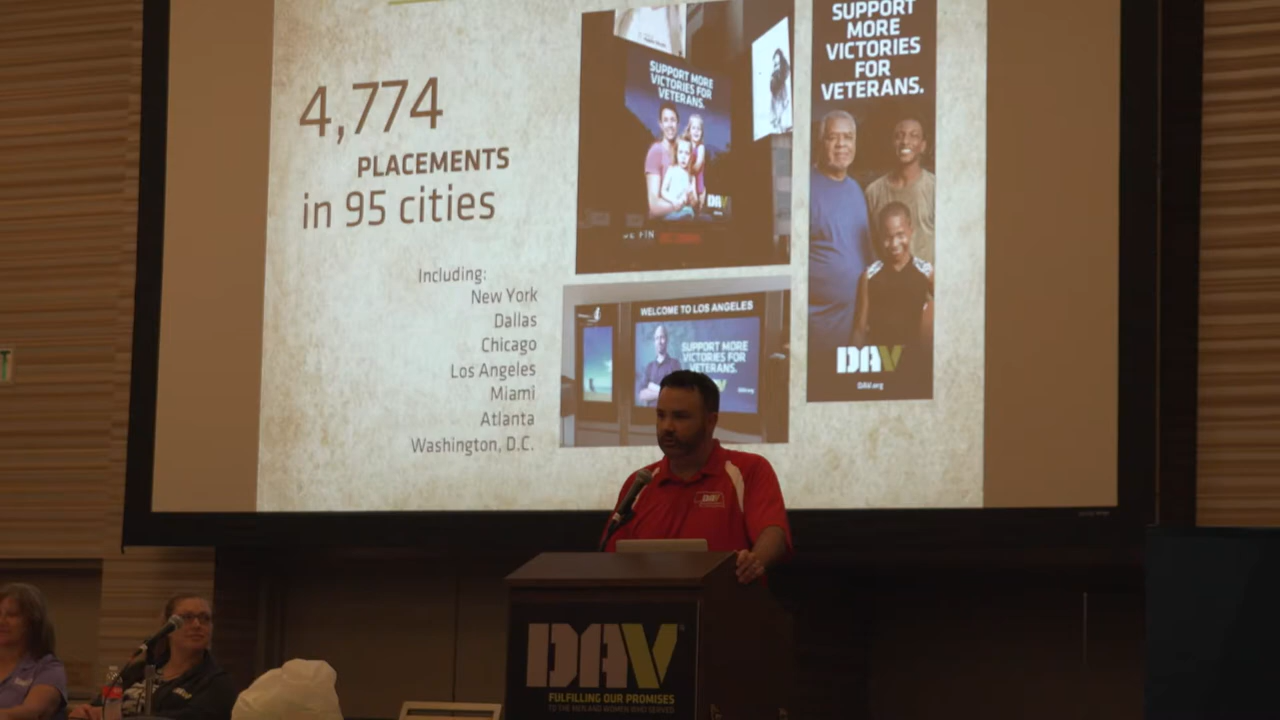 4,774
PLACEMENTS
in 95 cities
Including:
New York
Dallas
Chicago
Los Angeles
Miami
Atlanta
Washington, D.C.
SUPPORT MORE
VICTORIES FOR
VETERANS.
DAV
WELCOME TO LOS ANGELES
SUPPORT MORE
VICTORIES FOR
VETERANS.
SUPPORT
MORE
VICTORIES
FOR
VETERANS.
DAV
DAV.org
DAV
DAV
FULFILLING OUR PROMISES
TO THE MEN AND WOMEN WHO SERVED